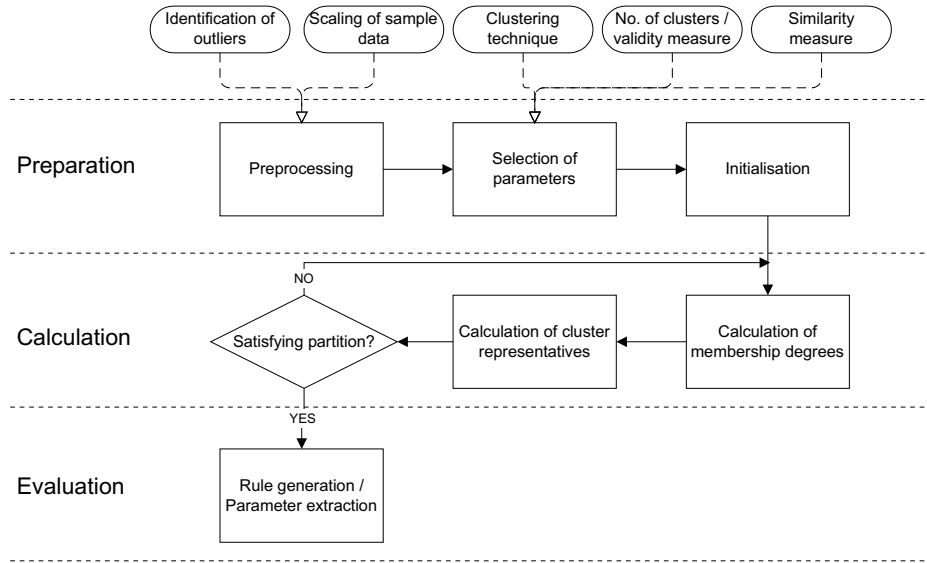 Identification of
outliers
Scaling of sample
data
Clustering
technique
No. of clusters /
validity measure
Similarity
measure
Preparation
Preprocessing
Selection of
parameters
Initialisation
NO
Calculation
Satisfying partition?
Calculation of cluster
representatives
Calculation of
membership degrees
YES
Evaluation
Rule generation /
Parameter extraction